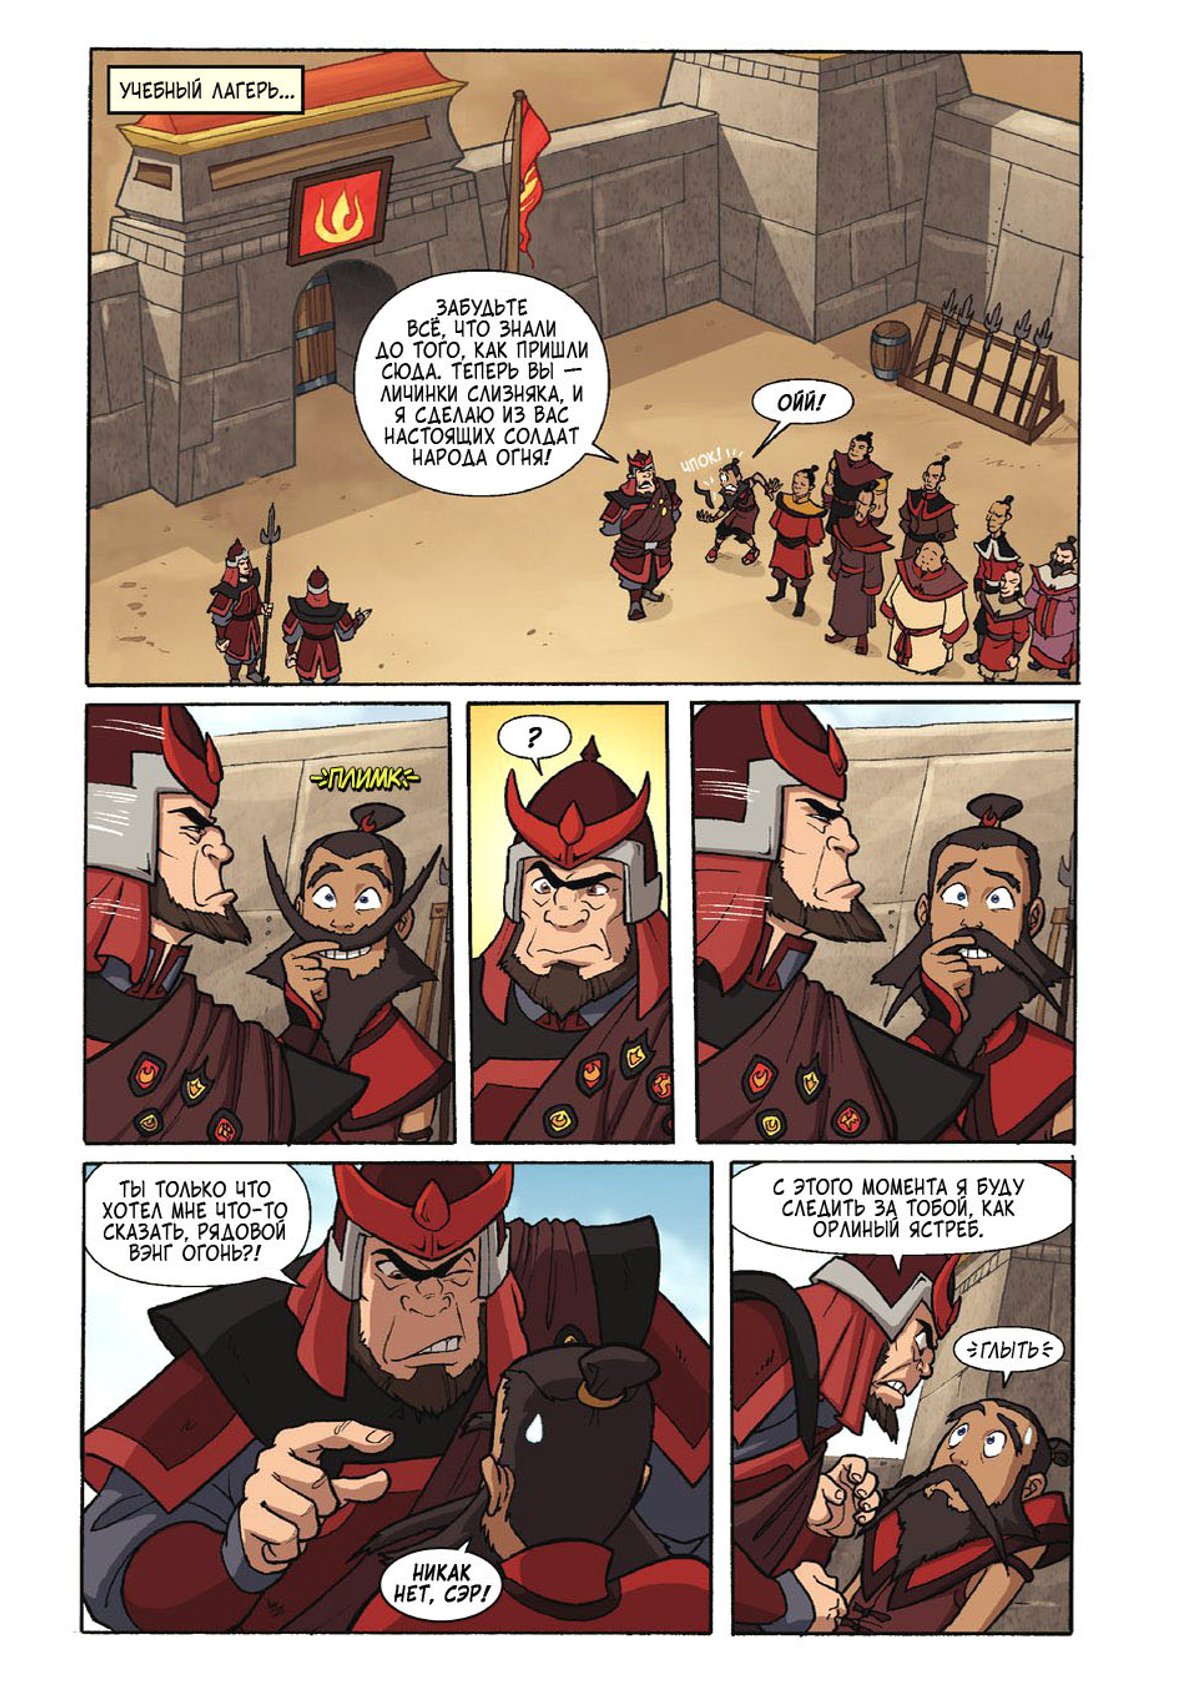 УЧЕБНЫЙ ЛАГЕРЬ...
ЗАБУДЬТЕ
ВСЁ, ЧТО ЗНАЛИ
ДО ТОГО, КАК ПРИШЛИ
СЮДА. ТЕПЕРЬ ВЫ —
ЛИЧИНКИ СЛИЗНЯКА, И
Я СДЕЛАЮ ИЗ ВАС
НАСТОЯЩИХ СОЛДАТ
НАРОДА ОГНЯ!
ЧПОК!
ОЙЙ!
ПЛИМК
?
ТЫ ТОЛЬКО ЧТО
ХОТЕЛ МНЕ ЧТО-ТО
СКАЗАТЬ, РЯДОВОЙ
ВЭНГ ОГОНЬ?!
НИКАК
НЕТ, СЭР!
С ЭТОГО МОМЕНТА Я БУДУ
СЛЕДИТЬ ЗА ТОБОЙ, КАК
ОРЛИНЫЙ ЯСТРЕБ.
ГЛЫТЬ